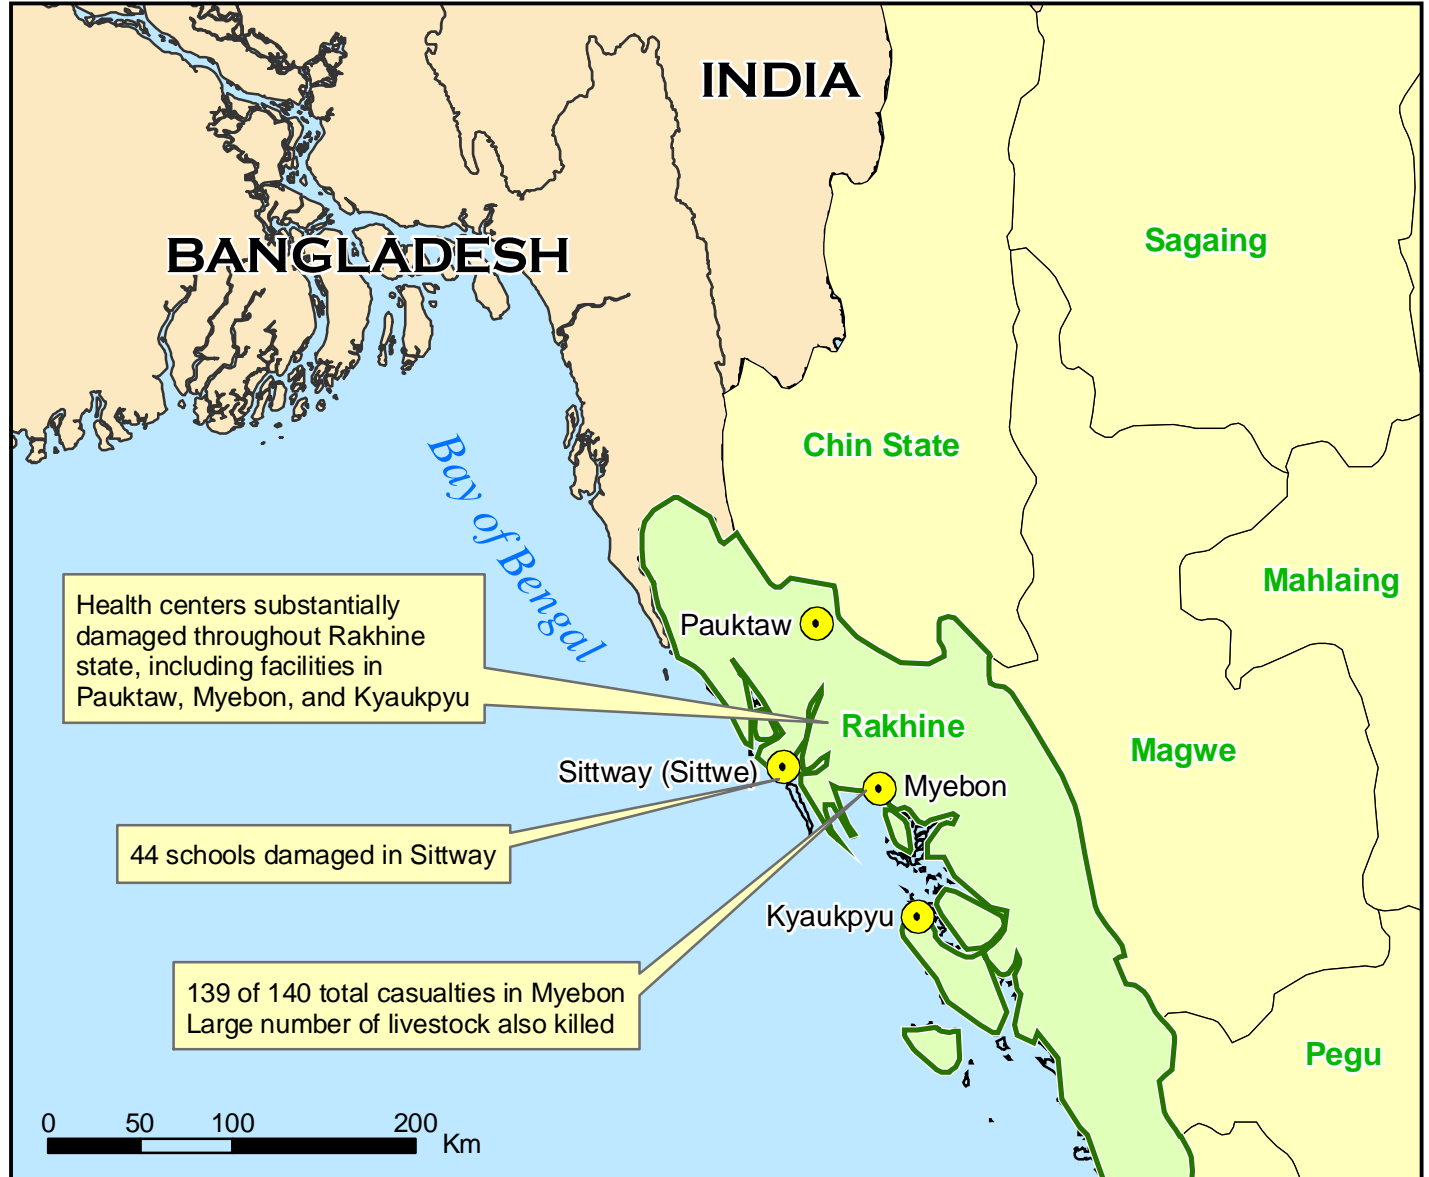 INDIA
Sagaing
BANGLADESH
Chin State
Bay of Bengal
Mahlaing
Health centers substantially
damaged throughout Rakhine
state, including facilities in
Pauktaw, Myebon, and Kyaukpyu
Pauktaw
Rakhine
Magwe
Sittway (Sittwe)
Myebon
44 schools damaged in Sittway
Kyaukpyu
139 of 140 total casualties in Myebon
Large number of livestock also killed
Pegu
0 50 100 200
Km